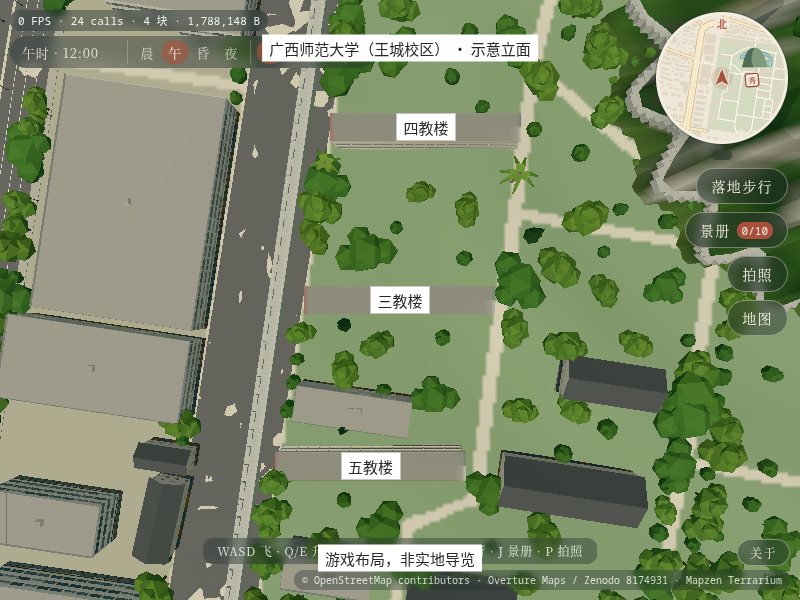 0 FPS · 24 calls · 4 块 · 1,788,148 B
午时 · 12:00 晨 午 昏 夜
广西师范大学（王城校区）· 示意立面
北
秀
四教楼
落地步行
景册 0/10
拍照
地图
三教楼
五教楼
WASD 飞 · Q/E
· J 景册 · P 拍照
游戏布局，非实地导览
关于
© OpenStreetMap contributors · Overture Maps / Zenodo 8174931 · Mapzen Terrarium